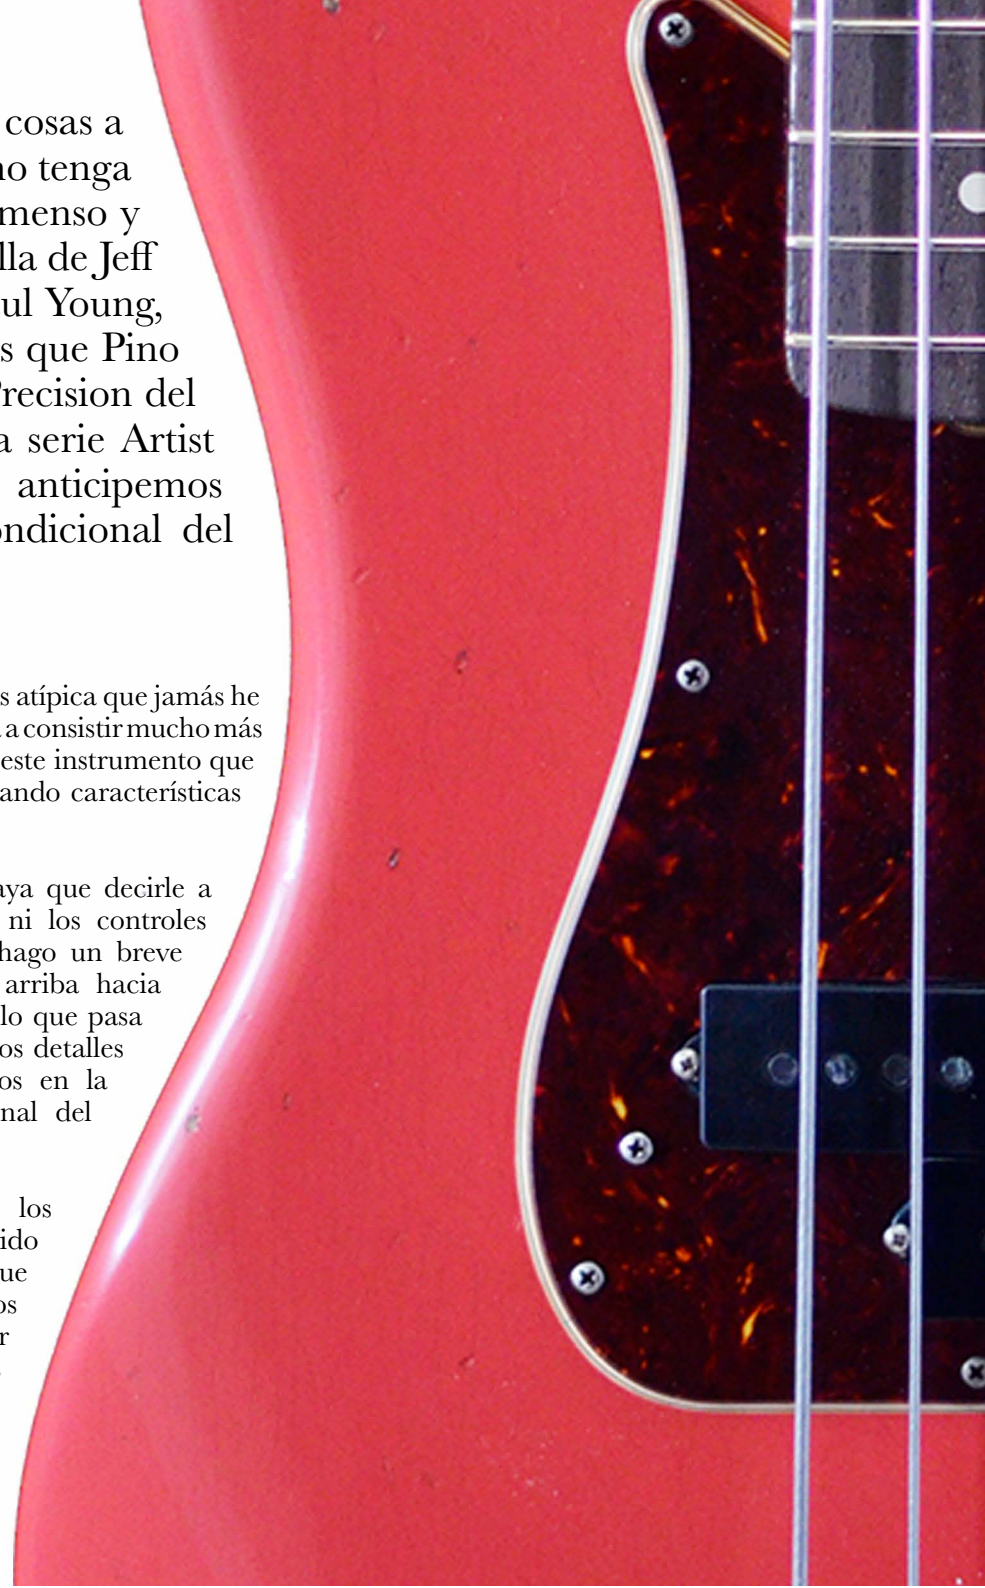 cosas a
no tenga
menso y
lla de Jeff
ul Young,
s que Pino
Precision del
a serie Artist
anticipemos
ondicional del
s atípica que jamás he
a consistir mucho más
este instrumento que
ando características
aya que decirle a
ni los controles
hago un breve
arriba hacia
lo que pasa
os detalles
os en la
nal del
los
ido
ue
os
r